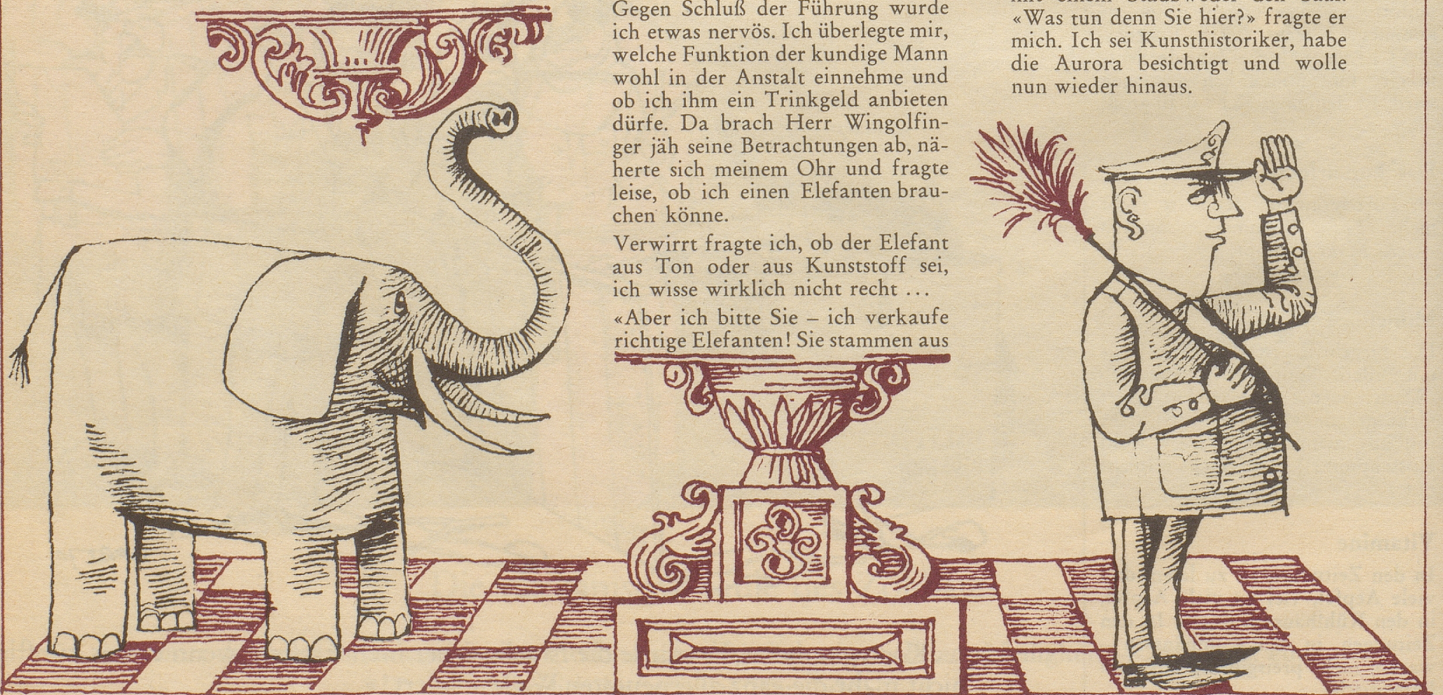 Gegen Schluß der Führung wurde
ich etwas nervös. Ich überlegte mir,
welche Funktion der kundige Mann
wohl in der Anstalt einnehme und
ob ich ihm ein Trinkgeld anbieten
dürfe. Da brach Herr Wingolfin-
ger jäh seine Betrachtungen ab, nä-
herte sich meinem Ohr und fragte
leise, ob ich einen Elefanten brau-
chen könne.
Verwirrt fragte ich, ob der Elefant
aus Ton oder aus Kunststoff sei,
ich wisse wirklich nicht recht ...
«Aber ich bitte Sie – ich verkaufe
richtige Elefanten! Sie stammen aus
«Was tun denn Sie hier?» fragte er
mich. Ich sei Kunsthistoriker, habe
die Aurora besichtigt und wolle
nun wieder hinaus.